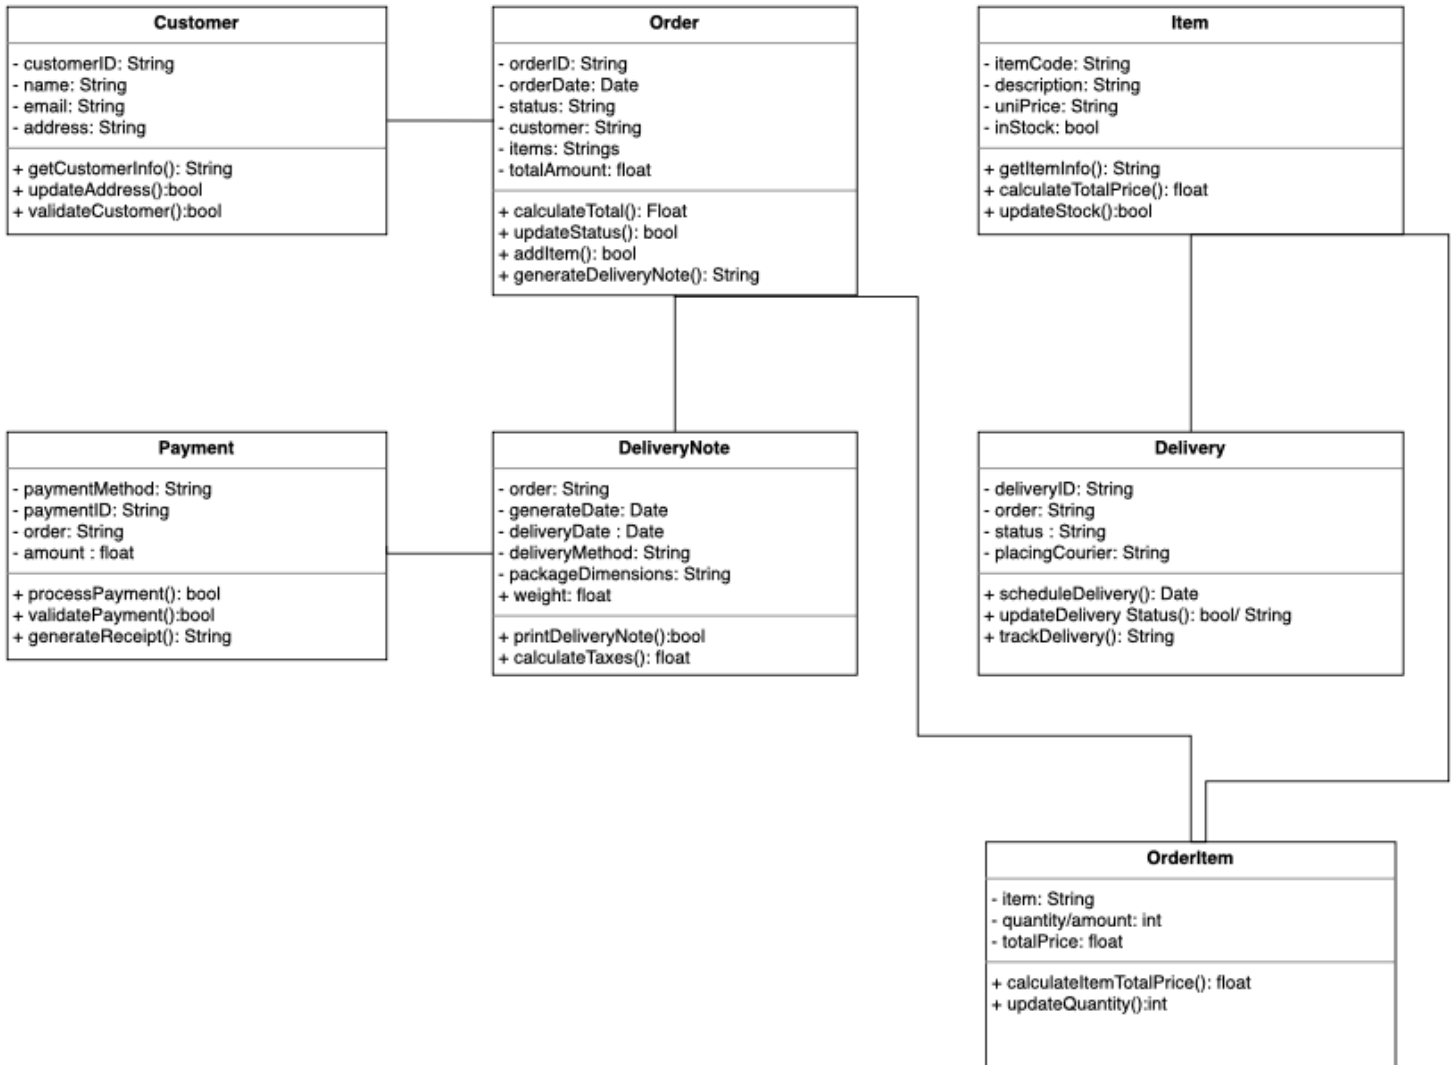 Customer
- customerID: String
- name: String
- email: String
- address: String
+ getCustomerInfo(): String
+ updateAddress():bool
+ validateCustomer():bool
Order
- orderID: String
- orderDate: Date
- status: String
- customer: String
- items: Strings
- totalAmount: float
+ calculateTotal(): Float
+ updateStatus(): bool
+ addItem(): bool
+ generateDeliveryNote(): String
Item
- itemCode: String
- description: String
- uniPrice: String
- inStock: bool
+ getItemInfo(): String
+ calculateTotalPrice(): float
+ updateStock():bool
Payment
- paymentMethod: String
- paymentID: String
- order: String
- amount : float
+ processPayment(): bool
+ validatePayment():bool
+ generateReceipt(): String
DeliveryNote
- order: String
- generateDate: Date
- deliveryDate : Date
- deliveryMethod: String
- packageDimensions: String
+ weight: float
+ printDeliveryNote():bool
+ calculateTaxes(): float
Delivery
- deliveryID: String
- order: String
- status : String
- placingCourier: String
+ scheduleDelivery(): Date
+ updateDelivery Status(): bool/ String
+ trackDelivery(): String
OrderItem
- item: String
- quantity/amount: int
- totalPrice: float
+ calculateItemTotalPrice(): float
+ updateQuantity():int